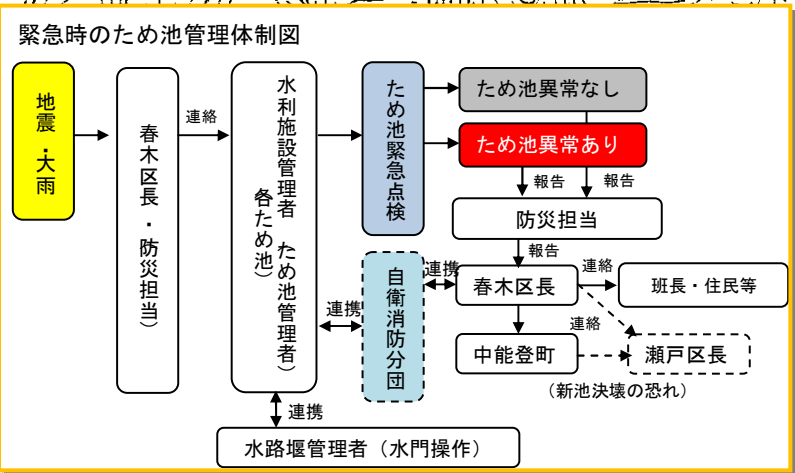 緊急時のため池管理体制図
地震・大雨
春木区長・防災担当）
連絡
水利施設管理者　ため池管理者）
各ため池）
ため池緊急点検
ため池異常なし
ため池異常あり
報告
報告
防災担当
報告
自衛消防分団
連携
連携
春木区長
連絡
班長・住民等
連絡
中能登町
瀬戸区長
（新池決壊の恐れ）
連携
水路堰管理者（水門操作）